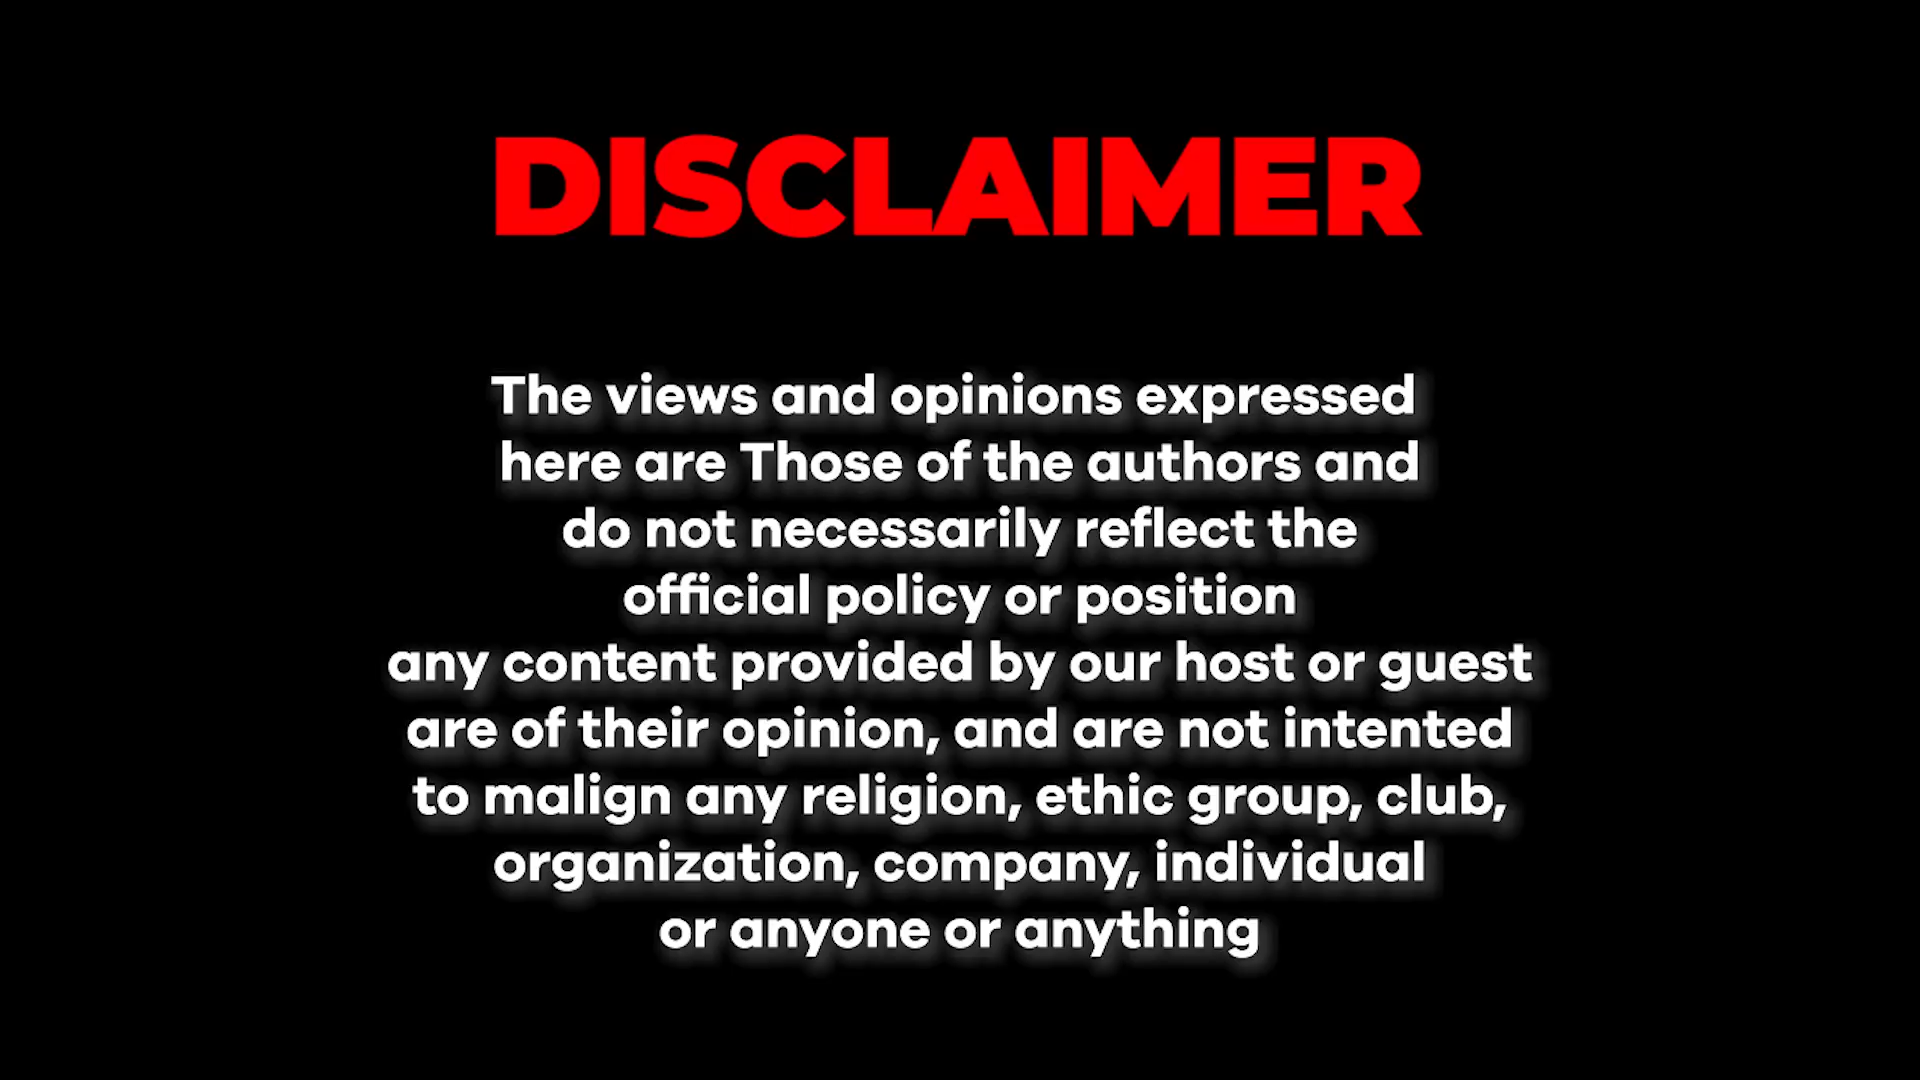 DISCLAIMER
The views and opinions expressed
here are Those of the authors and
do not necessarily reflect the
official policy or position
any content provided by our host or guest
are of their opinion, and are not intented
to malign any religion, ethic group, club,
organization, company, individual
or anyone or anything